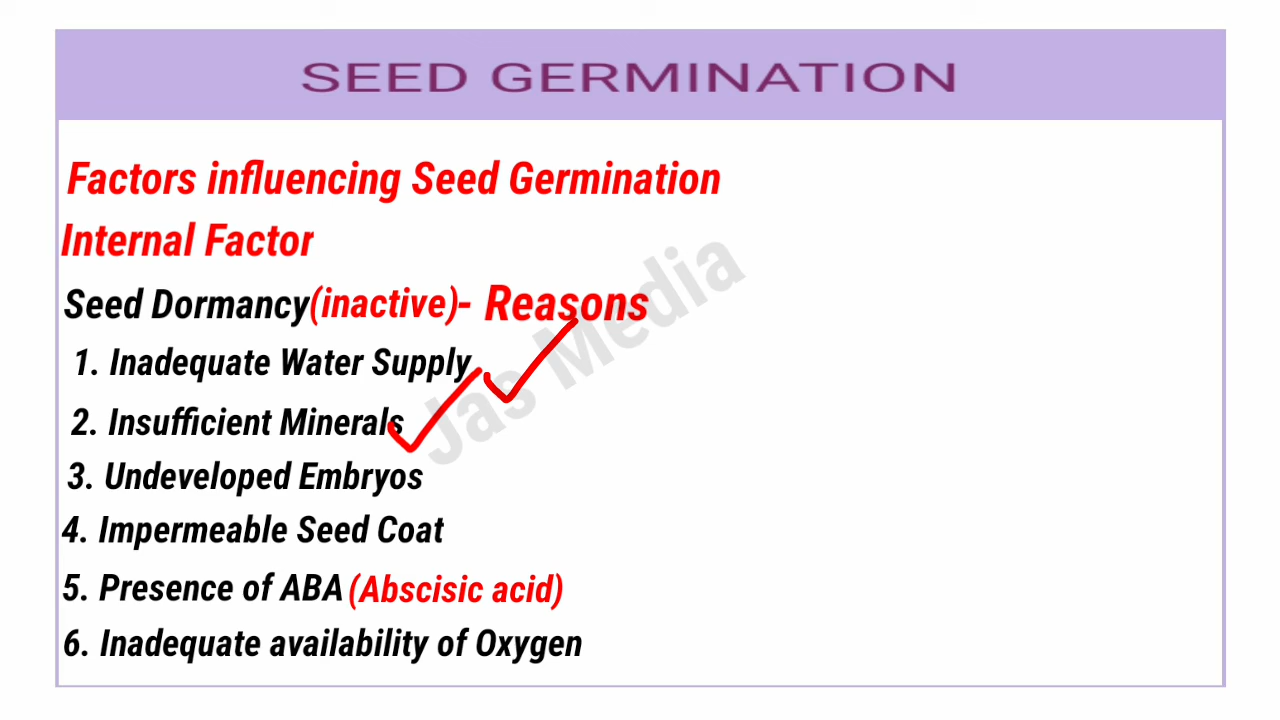 SEED GERMINATION
Factors influencing Seed Germination
Internal Factor
Seed Dormancy(inactive)- Reasons
1. Inadequate Water Supply
2. Insufficient Minerals
3. Undeveloped Embryos
4. Impermeable Seed Coat
5. Presence of ABA (Abscisic acid)
6. Inadequate availability of Oxygen
Jas Media